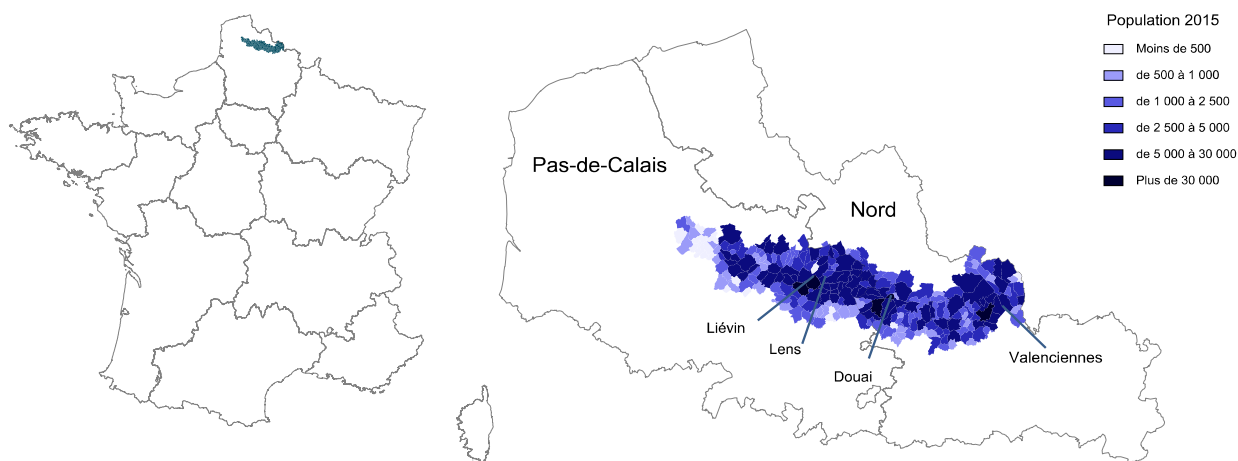 Population 2015
Moins de 500
de 500 à 1 000
de 1 000 à 2 500
de 2 500 à 5 000
de 5 000 à 30 000
Plus de 30 000
Pas-de-Calais
Nord
Liévin
Lens
Douai
Valenciennes